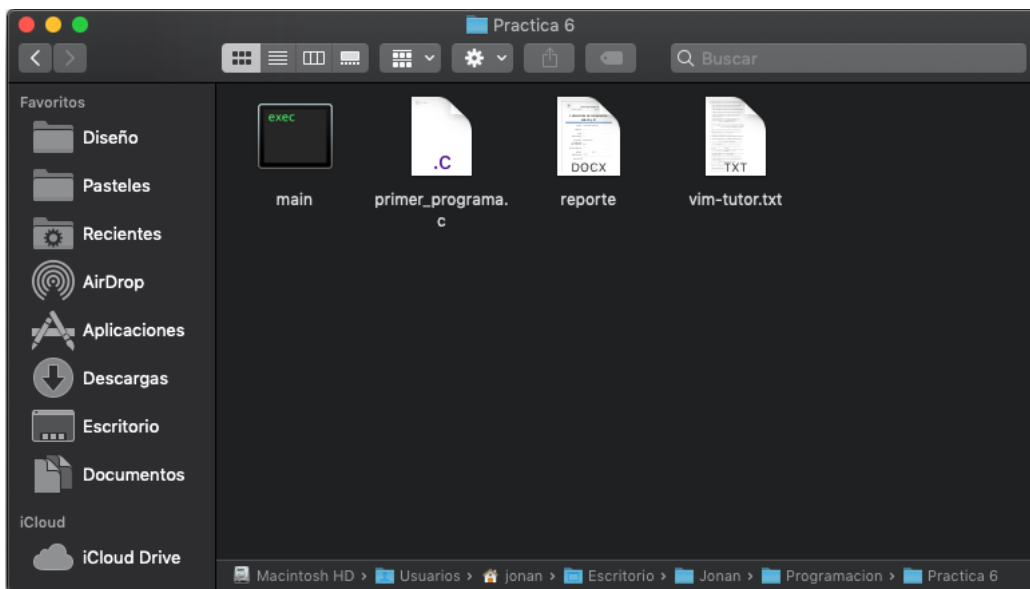 Practica 6
Buscar
Favoritos
Diseño
Pasteles
Recientes
AirDrop
Aplicaciones
Descargas
Escritorio
Documentos
iCloud
iCloud Drive
exec
.C
DOCX
TXT
main
primer_programa.
c
reporte
vim-tutor.txt
Macintosh HD › Usuarios › jonan › Escritorio › Jonan › Programacion › Practica 6